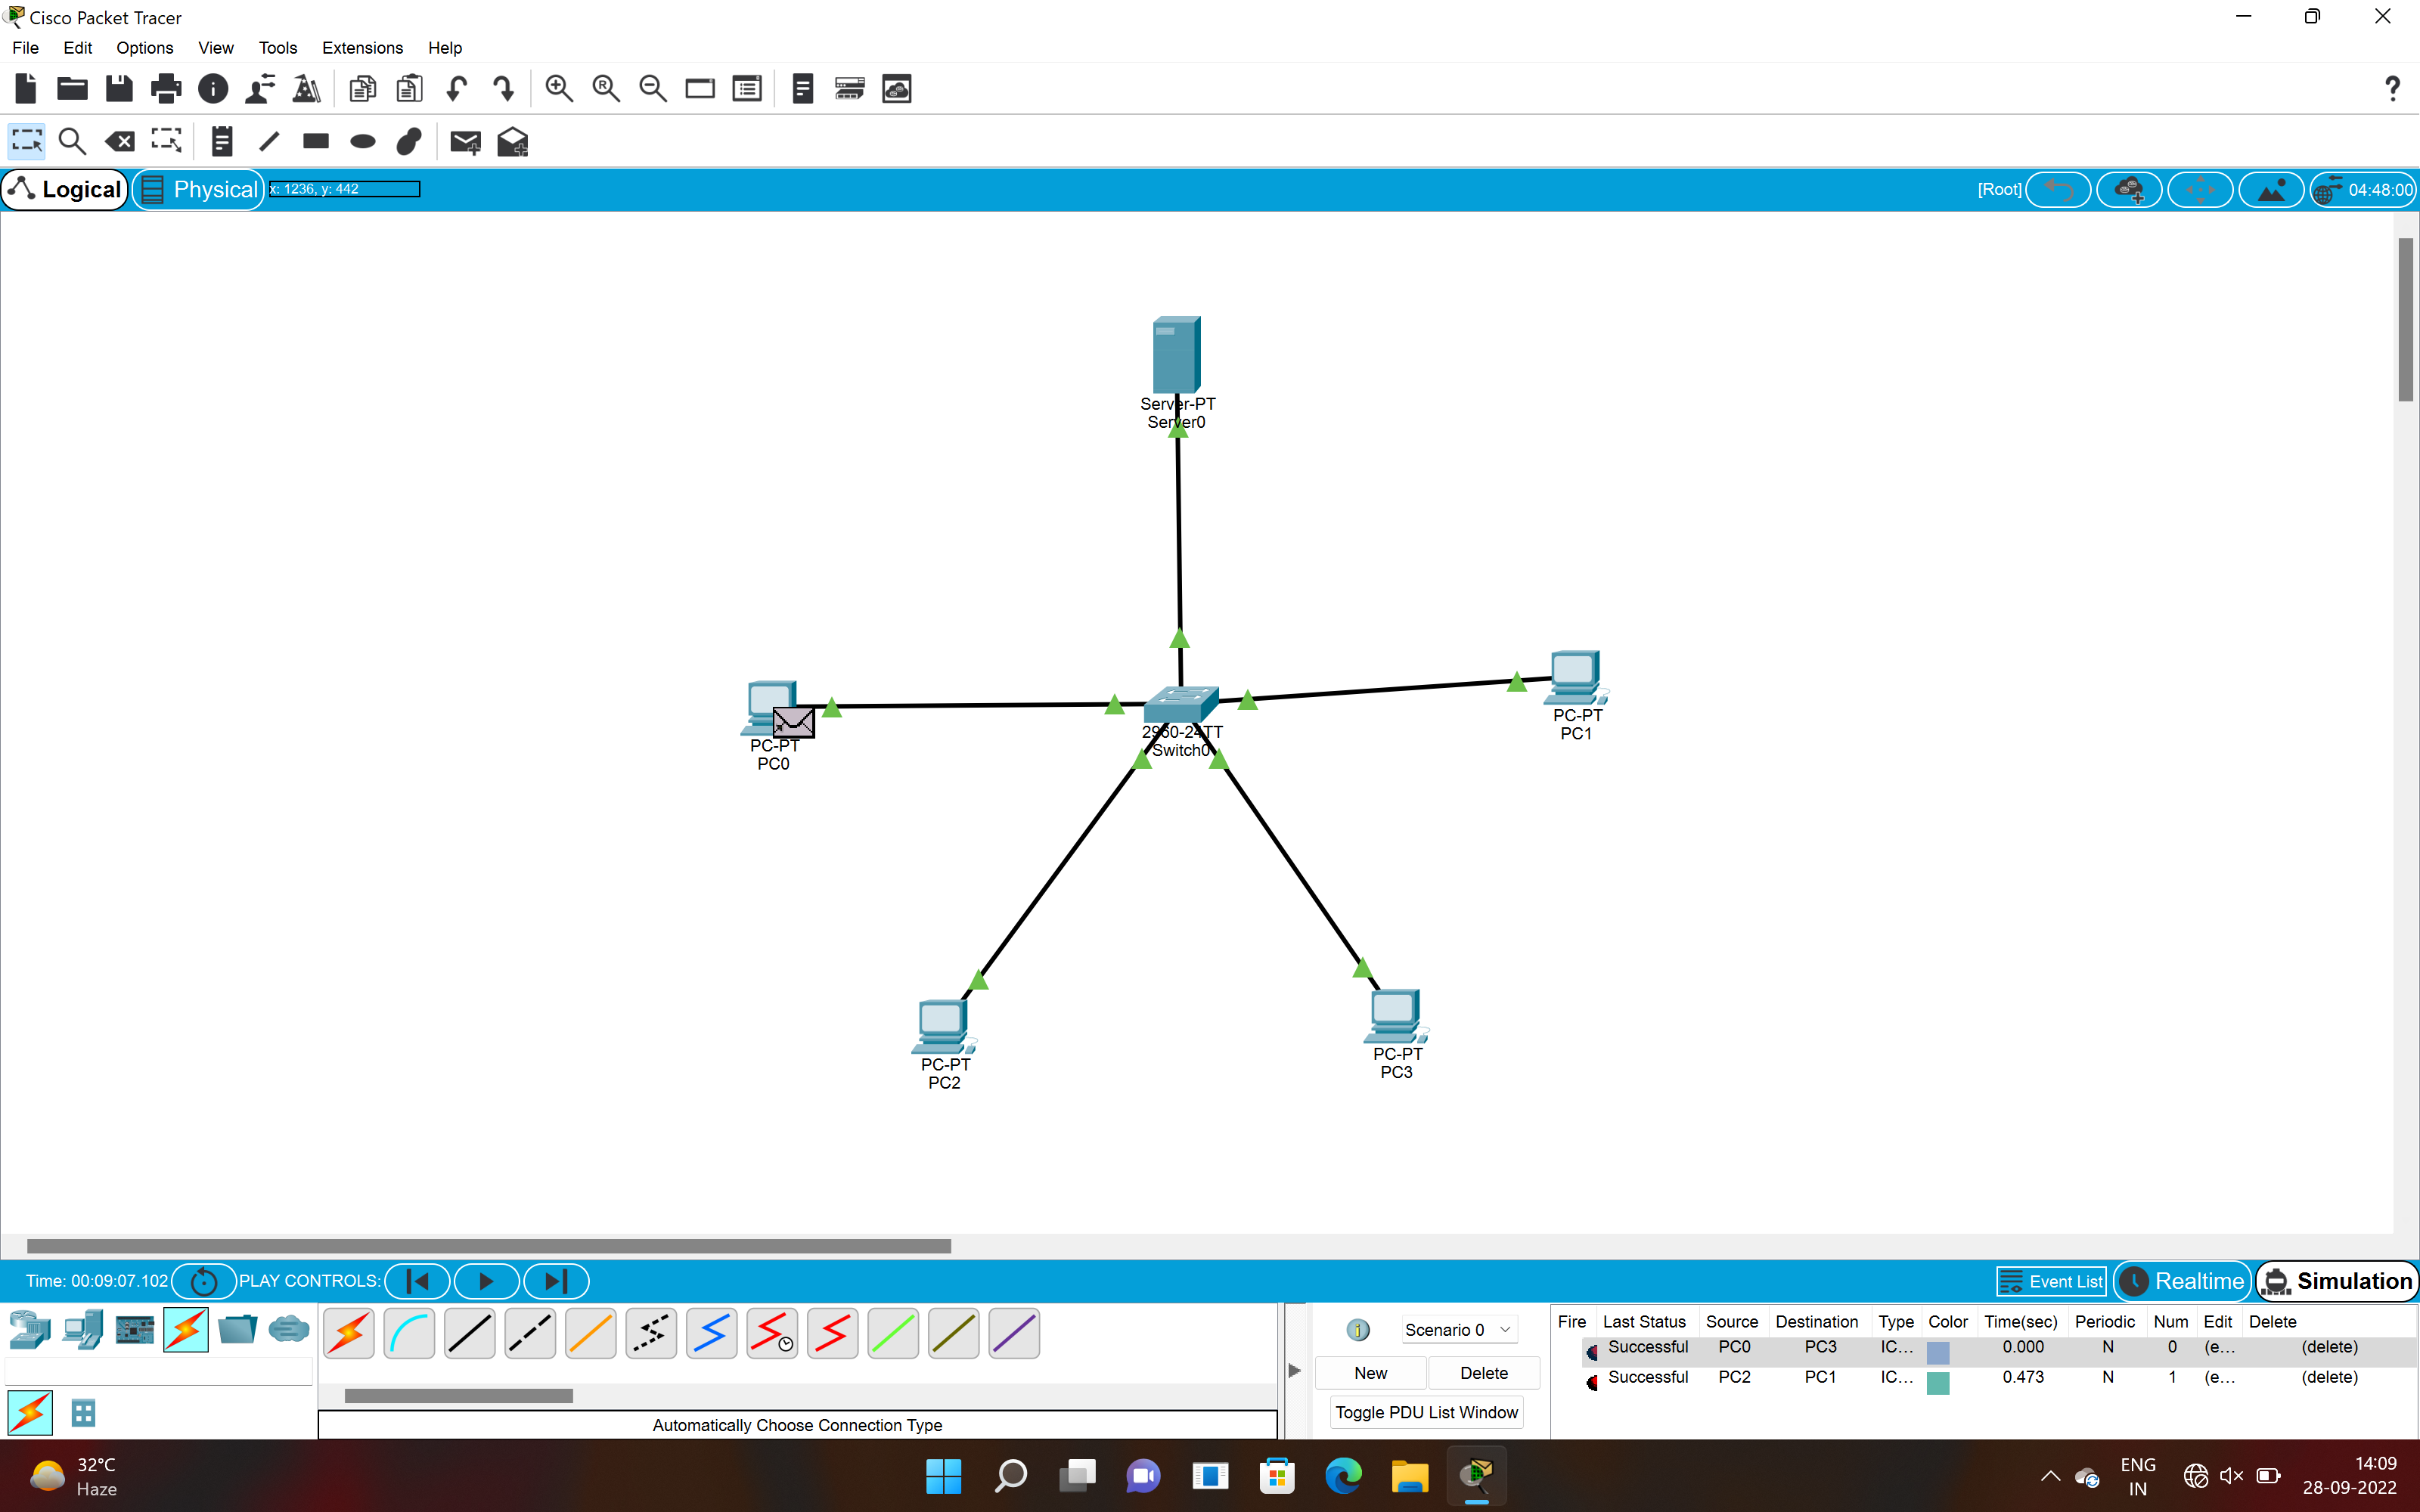 Cisco Packet Tracer
File Edit Options View Tools Extensions Help
Logical Physical x: 1236, y: 442 [Root] 04:48:00
Server-PT
Server0
PC-PT
PC0
2960-24TT
Switch0
PC-PT
PC1
PC-PT
PC2
PC-PT
PC3
Time: 00:09:07.102 PLAY CONTROLS: Event List Realtime Simulation
Scenario 0
New Delete
Toggle PDU List Window
Automatically Choose Connection Type
Fire Last Status Source Destination Type Color Time(sec) Periodic Num Edit Delete
Successful PC0 PC3 IC... 0.000 N 0 (e... (delete)
Successful PC2 PC1 IC... 0.473 N 1 (e... (delete)
32°C
Haze
ENG
IN
14:09
28-09-2022